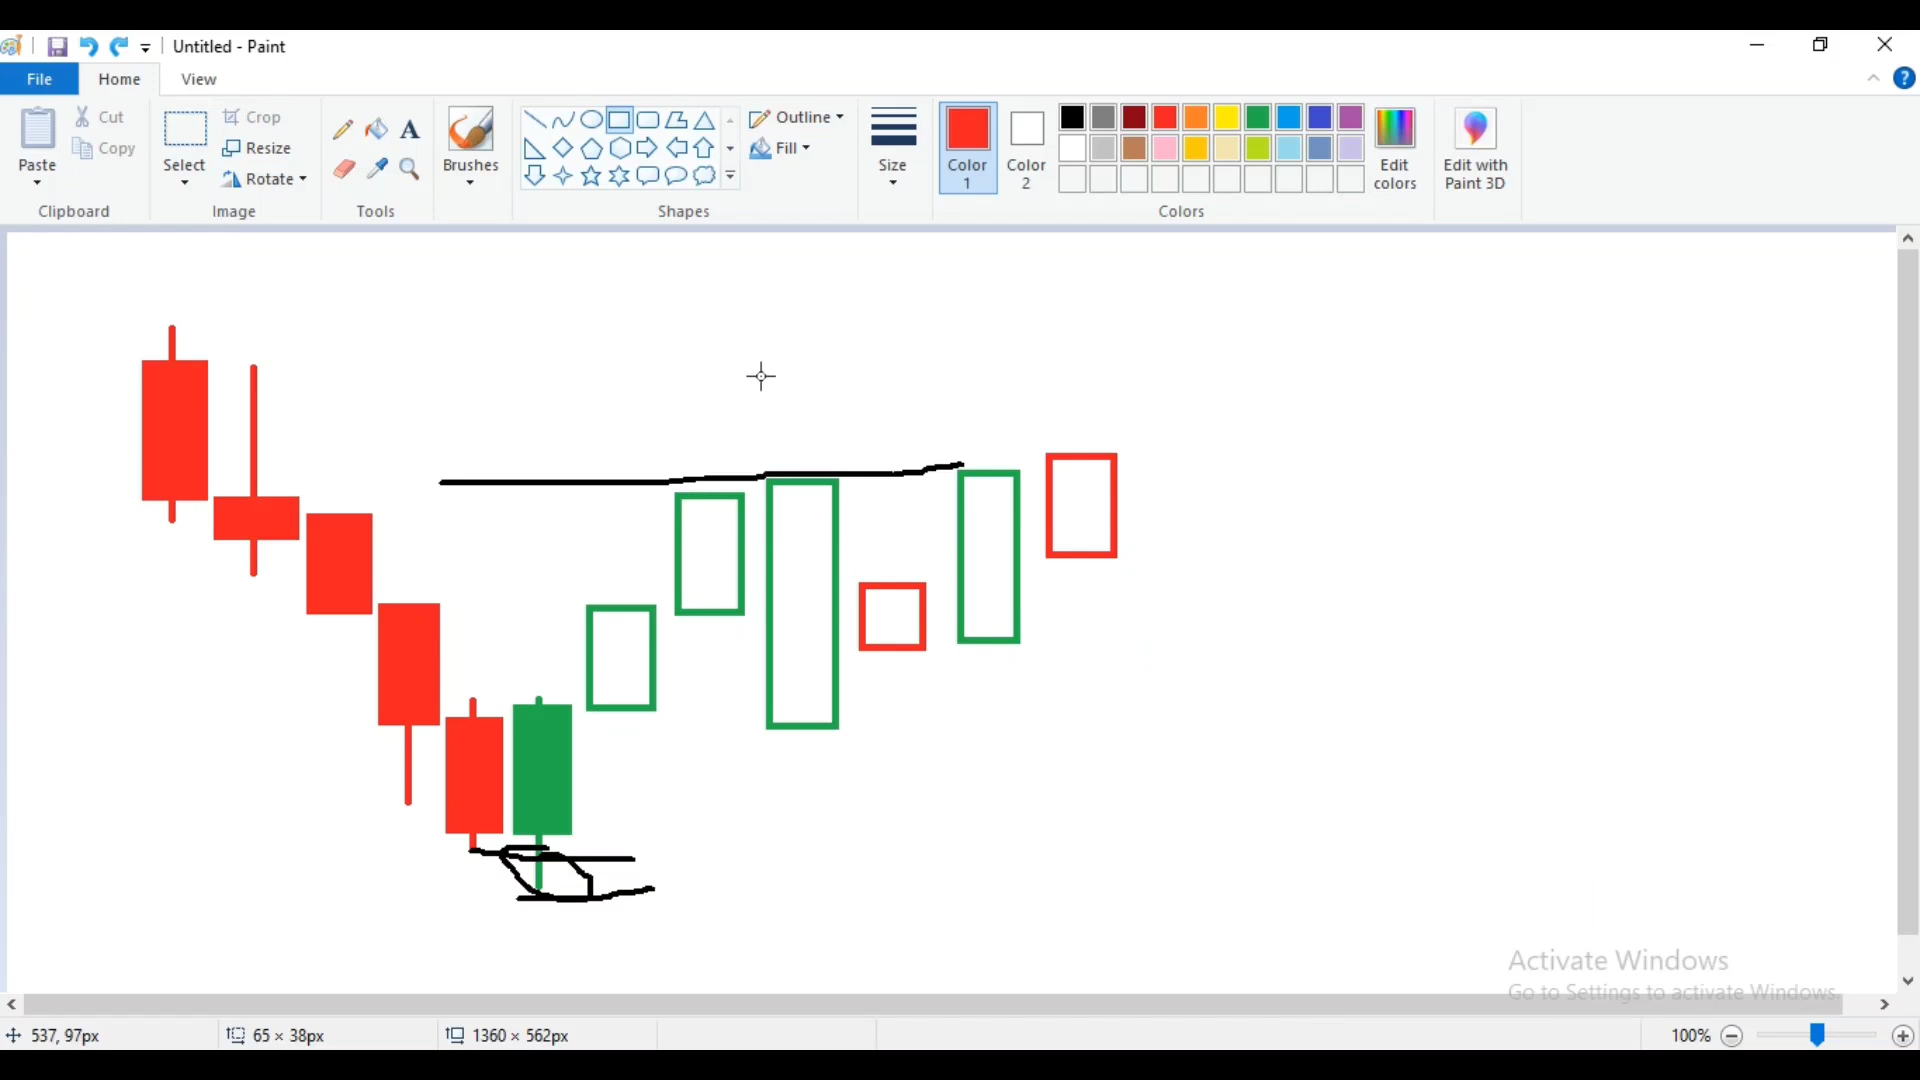 Untitled - Paint
File
Home
View
Paste
Cut
Copy
Clipboard
Select
Crop
Resize
Rotate
Image
A
Tools
Brushes
Shapes
Outline
Fill
Size
Color
1
Color
2
Edit
colors
Colors
Edit with
Paint 3D
?
Activate Windows
Go to Settings to activate Windows.
537, 97px
65 × 38px
1360 × 562px
100%